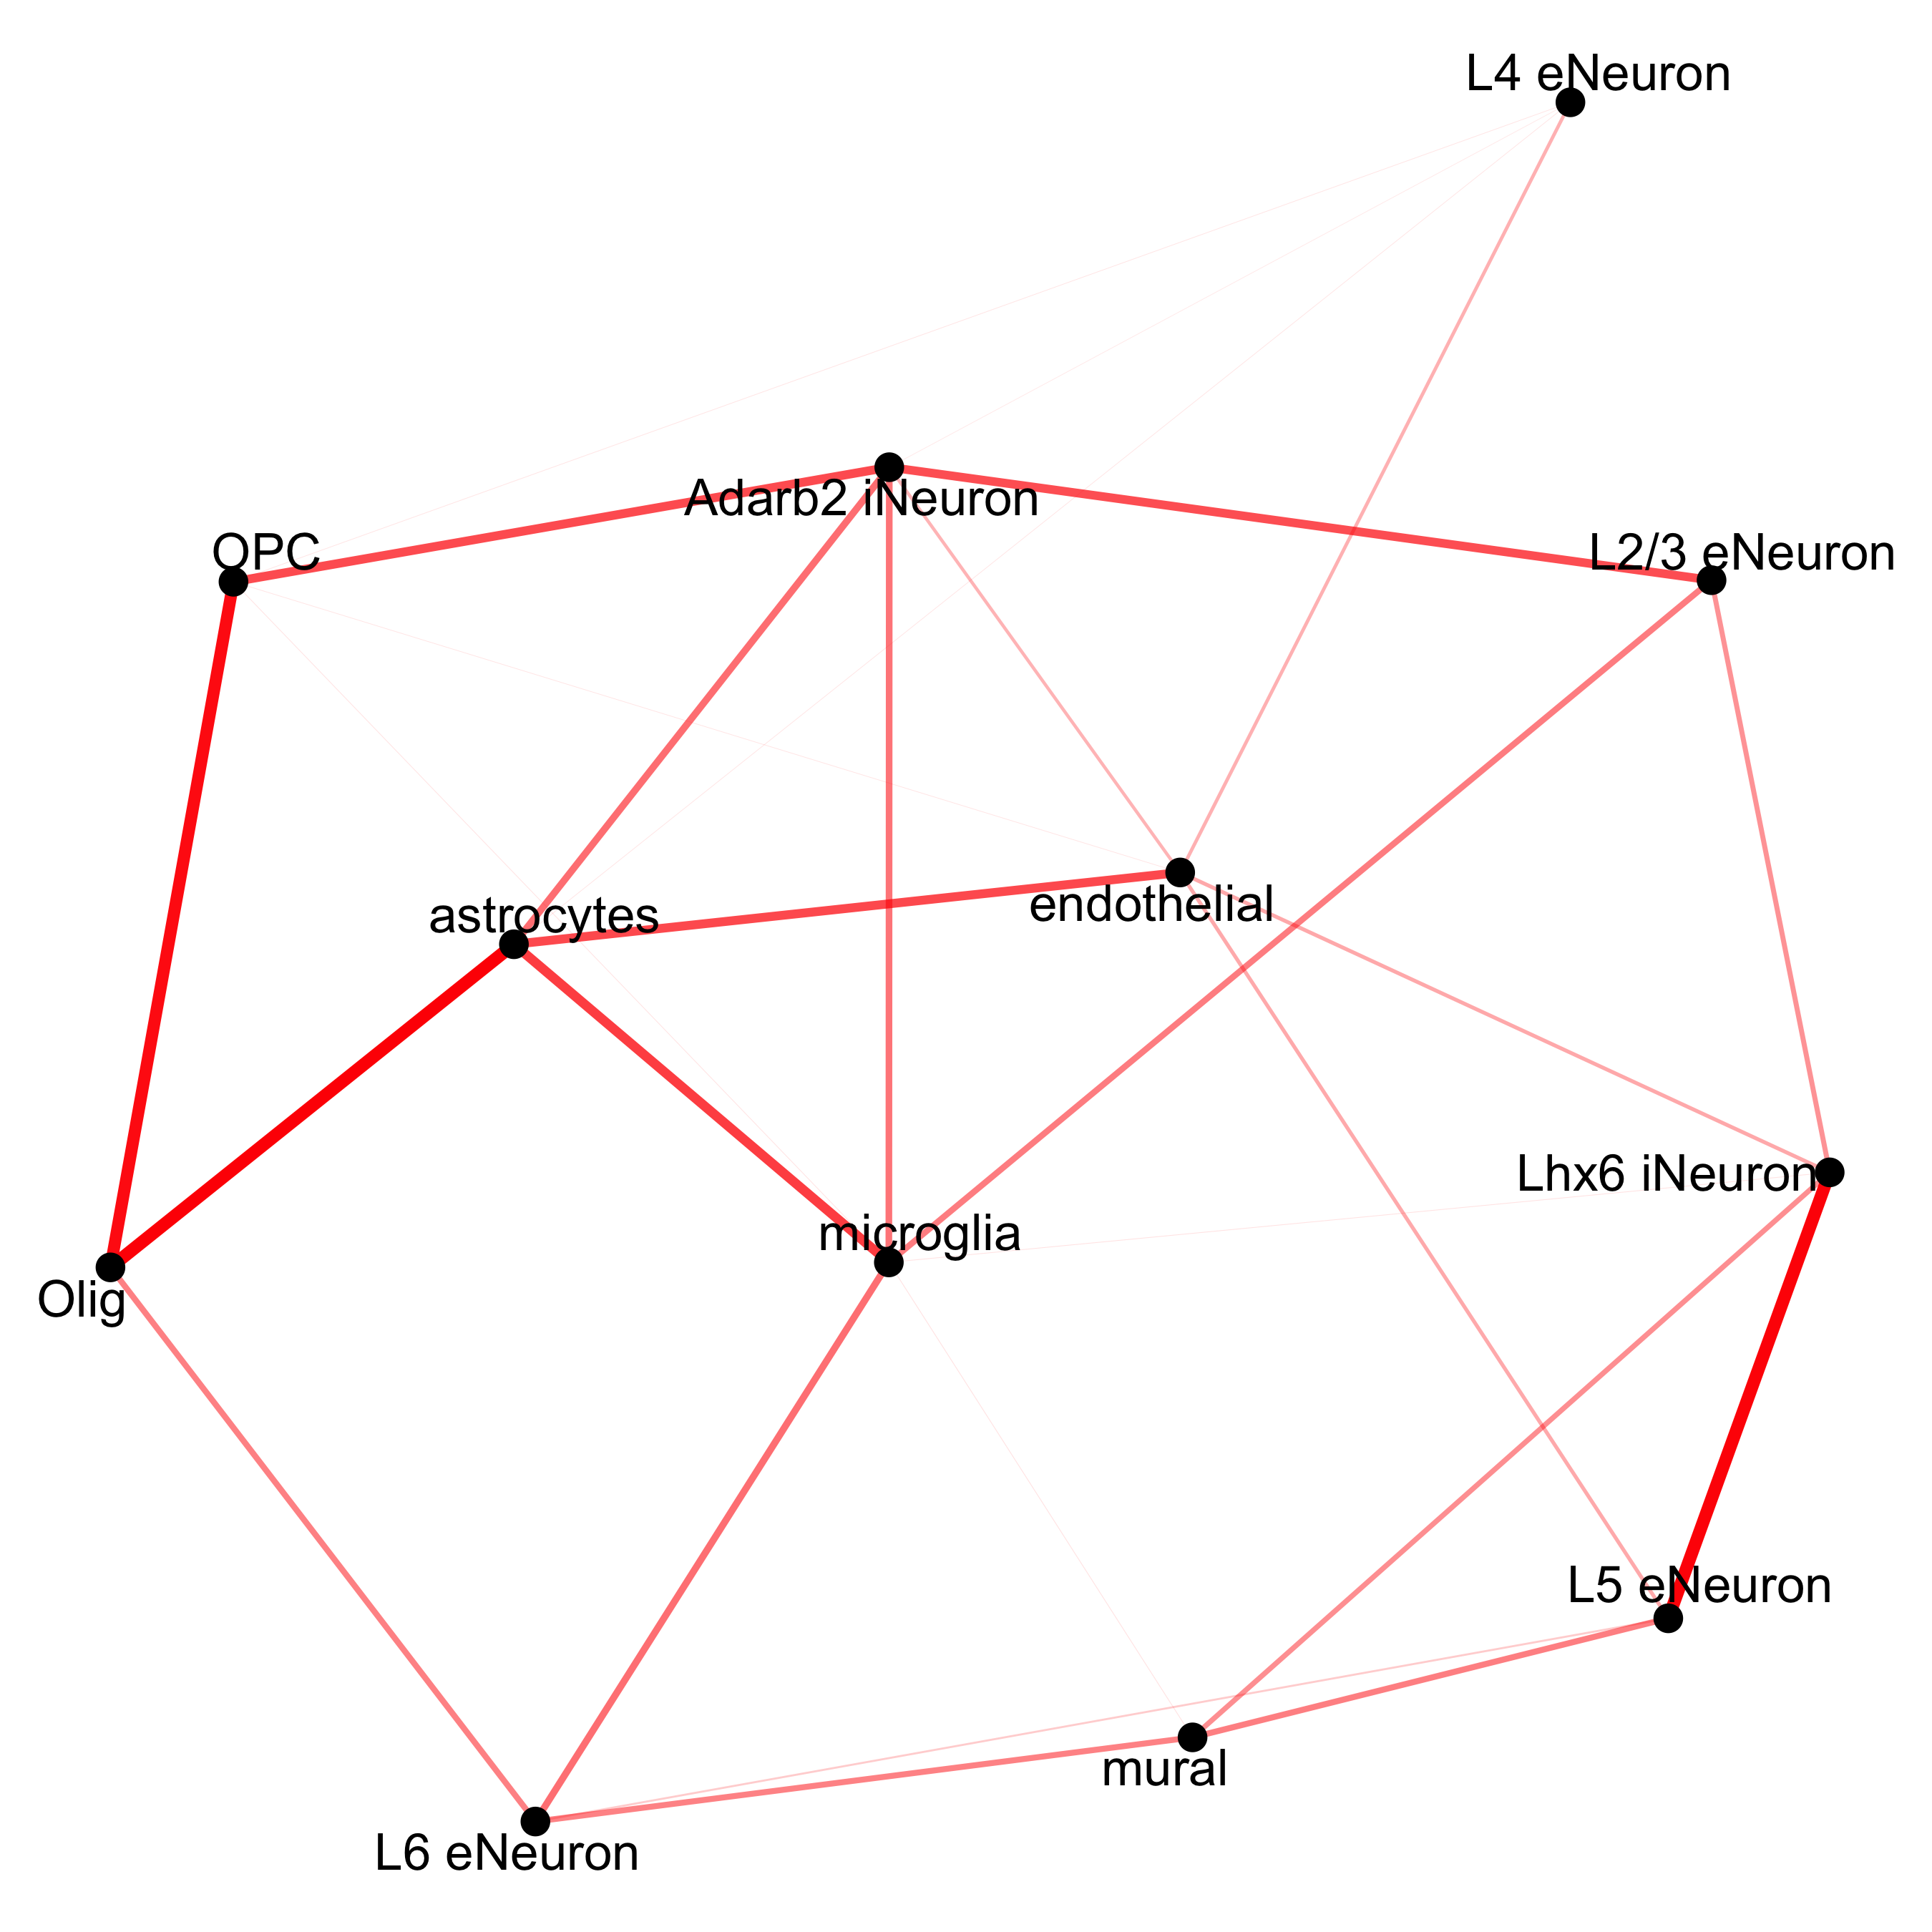 L4 eNeuron
Adarb2 iNeuron
OPC
L2/3 eNeuron
astrocytes
endothelial
Lhx6 iNeuron
microglia
Olig
L5 eNeuron
mural
L6 eNeuron